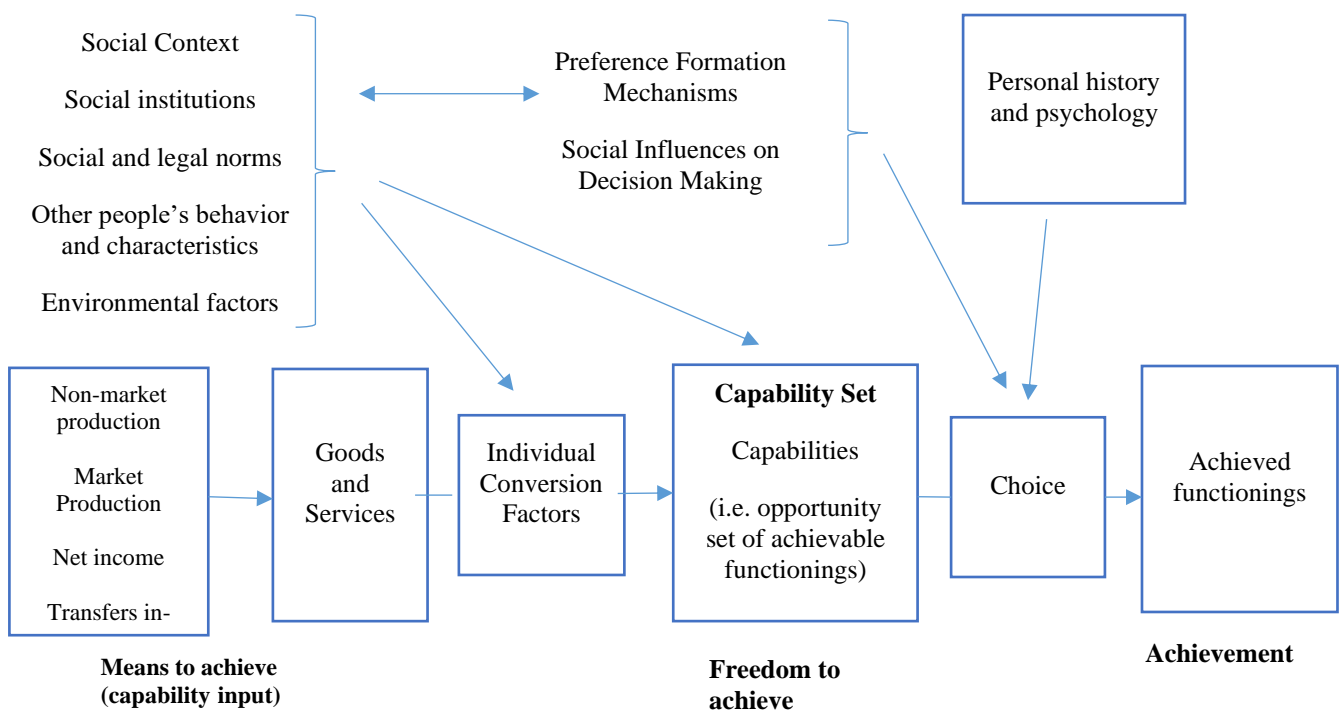 Social Context
Social institutions
Social and legal norms
Other people’s behavior
and characteristics
Environmental factors
Preference Formation
Mechanisms
Social Influences on
Decision Making
Personal history
and psychology
Non-market
production
Market
Production
Net income
Transfers in-
Goods
and
Services
Individual
Conversion
Factors
Capability Set
Capabilities
(i.e. opportunity
set of achievable
functionings)
Choice
Achieved
functionings
Means to achieve
(capability input)
Freedom to
achieve
Achievement